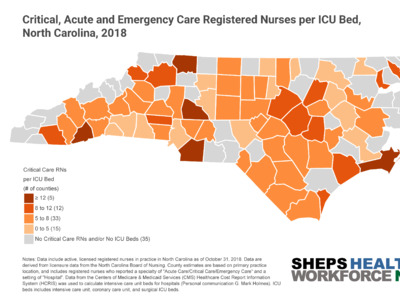 Critical, Acute and Emergency Care Registered Nurses per ICU Bed,
North Carolina, 2018
Critical Care RNs
per ICU Bed
(# of counties)
≥ 12 (5)
8 to 12 (12)
5 to 8 (33)
0 to 5 (15)
No Critical Care RNs and/or No ICU Beds (35)
Notes: Data include active, licensed registered nurses in practice in North Carolina as of October 31, 2018. Data are
derived from licensure data from the North Carolina Board of Nursing. County estimates are based on primary practice
location, and includes registered nurses who reported a specialty of "Acute Care/Critical Care/Emergency Care" and a
setting of "Hospital". Data from the Centers of Medicare & Medicaid Services (CMS) Healthcare Cost Report Information
System (HCRIS) was used to calculate intensive care unit beds for hospitals (Personal communication G. Mark Holmes). ICU
beds includes intensive care unit, coronary care unit, and surgical ICU beds.
SHEPS HEAL
WORKFORCE N